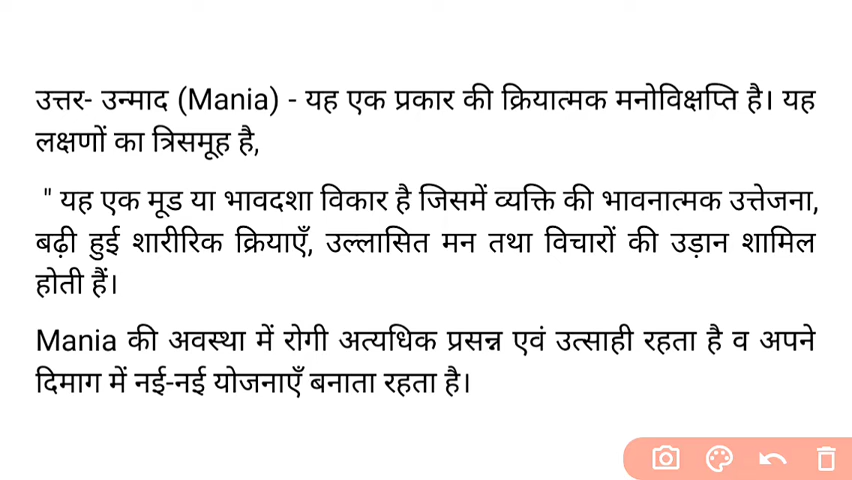 उत्तर- उन्माद (Mania) - यह एक प्रकार की क्रियात्मक मनोविक्षप्ति है। यह
लक्षणों का त्रिसमूह है,
" यह एक मूड या भावदशा विकार है जिसमें व्यक्ति की भावनात्मक उत्तेजना,
बढ़ी हुई शारीरिक क्रियाएँ, उल्लासित मन तथा विचारों की उड़ान शामिल
होती हैं।
Mania की अवस्था में रोगी अत्यधिक प्रसन्न एवं उत्साही रहता है व अपने
दिमाग में नई-नई योजनाएँ बनाता रहता है।